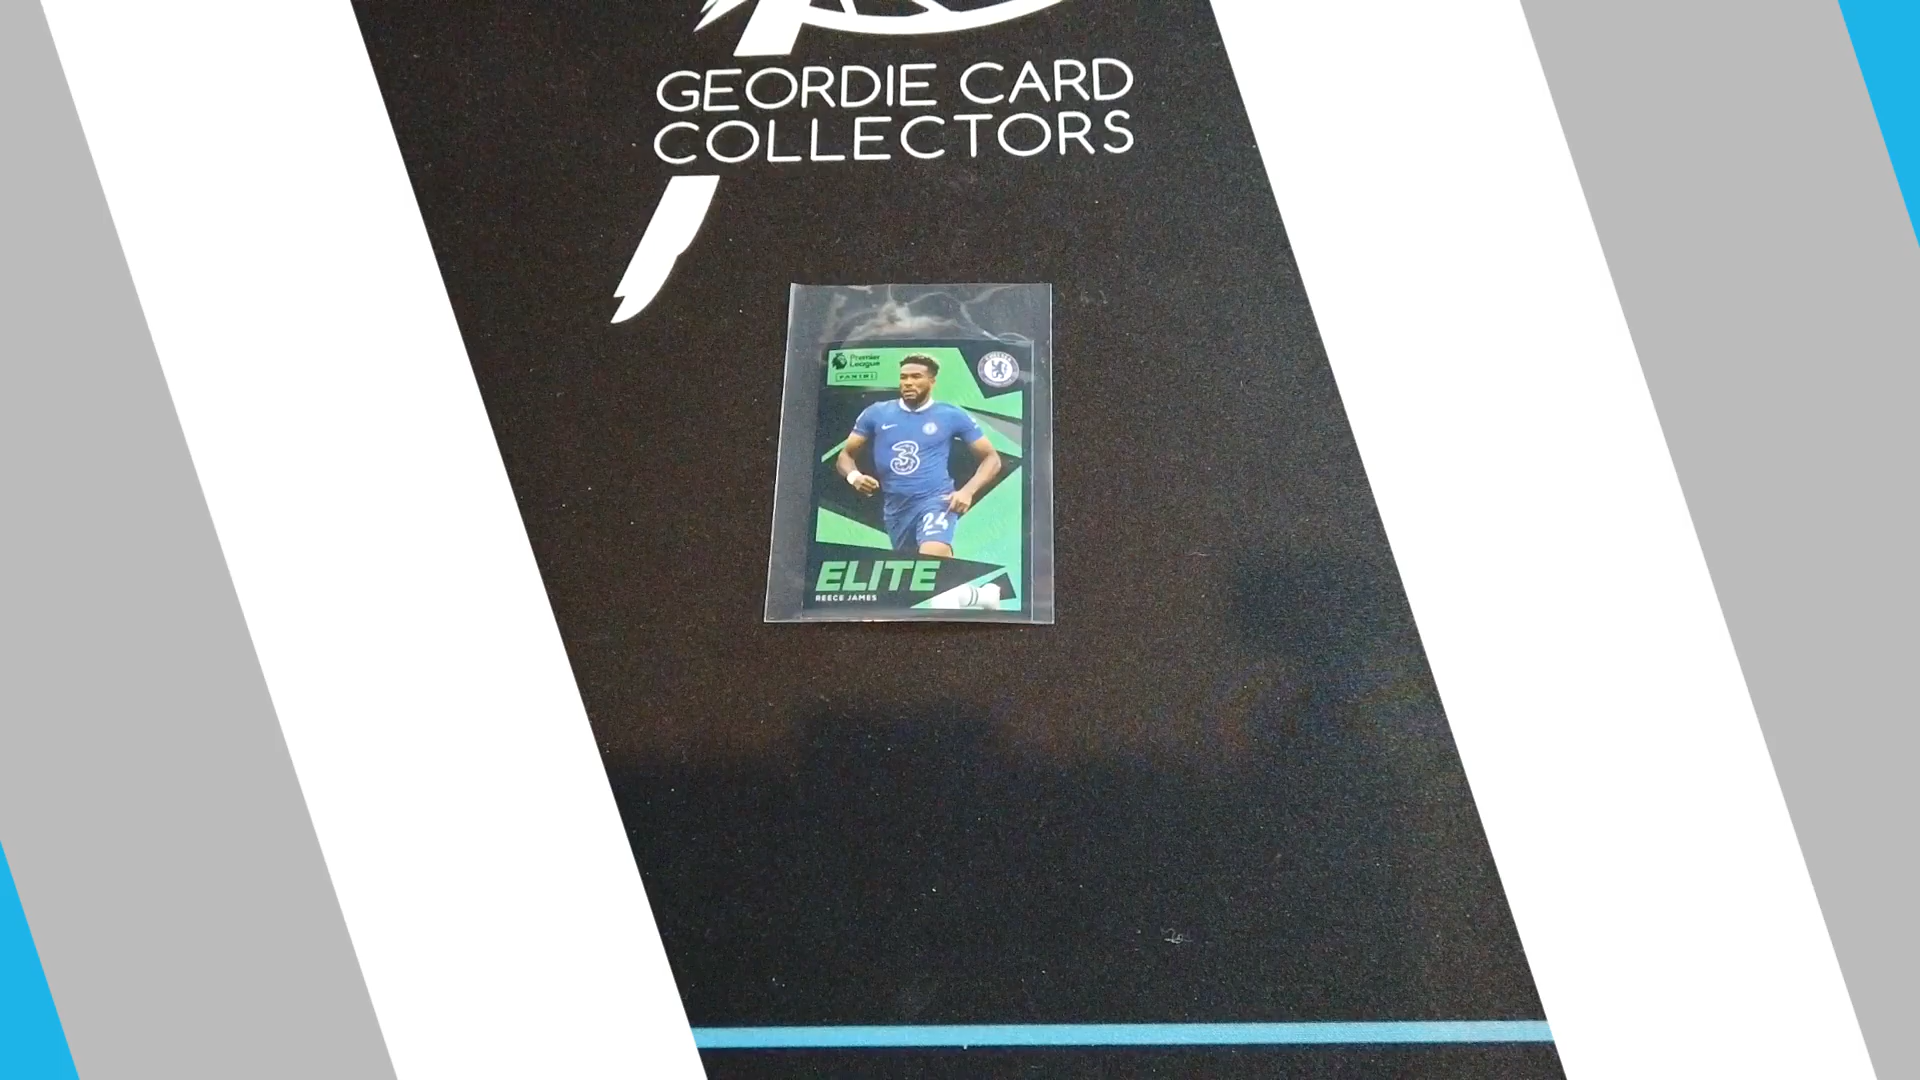 GEORDIE CARD
COLLECTORS
Premier
League
PANINI
3
24
ELITE
REECE JAMES